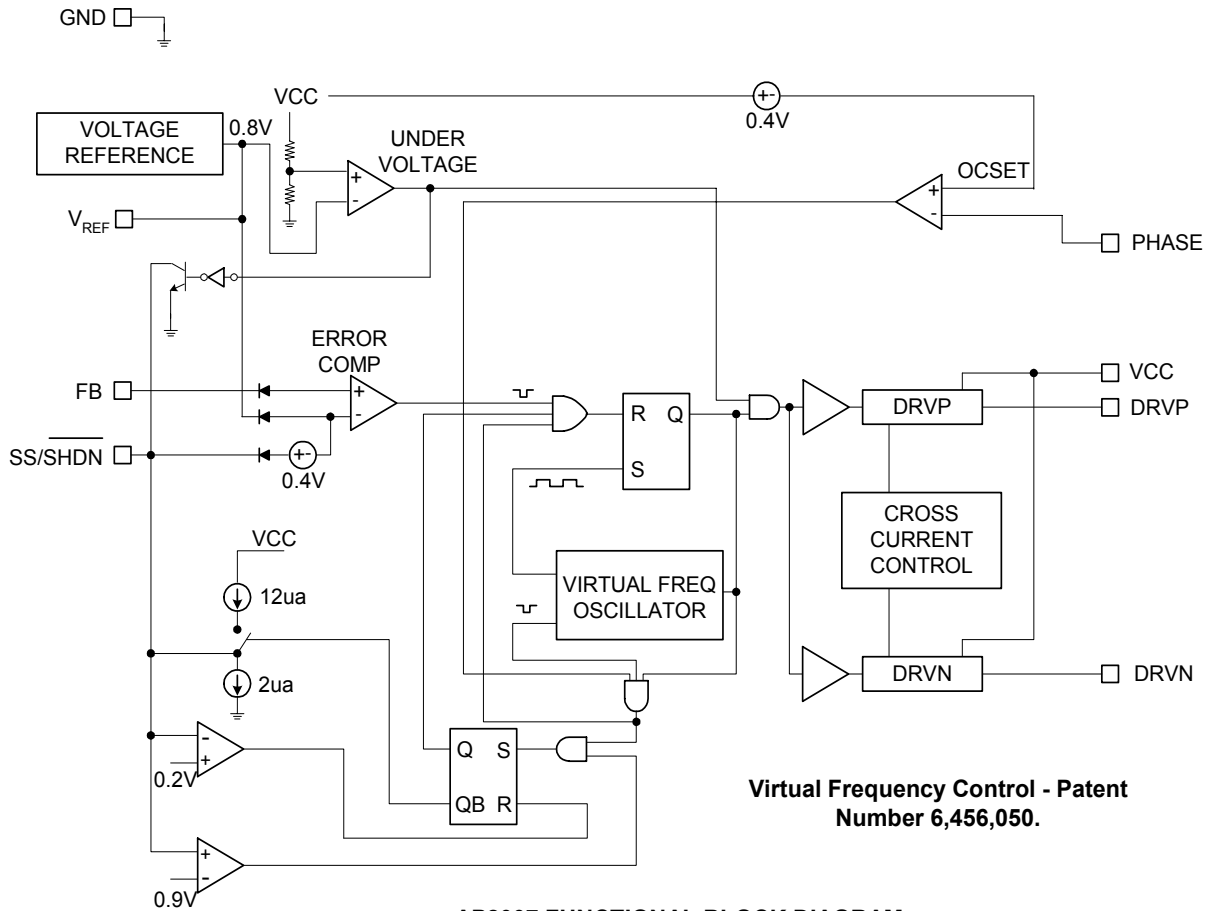 GND
VCC
+-
0.4V
VOLTAGE
REFERENCE
0.8V
UNDER
VOLTAGE
+
-
OCSET
+
-
VREF
PHASE
ERROR
COMP
FB
+
-
SS/SHDN
+-
0.4V
R Q
S
DRVP
VCC
DRVP
CROSS
CURRENT
CONTROL
VCC
12ua
2ua
VIRTUAL FREQ
OSCILLATOR
DRVN
DRVN
-
+
0.2V
Q S
QB R
Virtual Frequency Control - Patent
Number 6,456,050.
+
-
0.9V